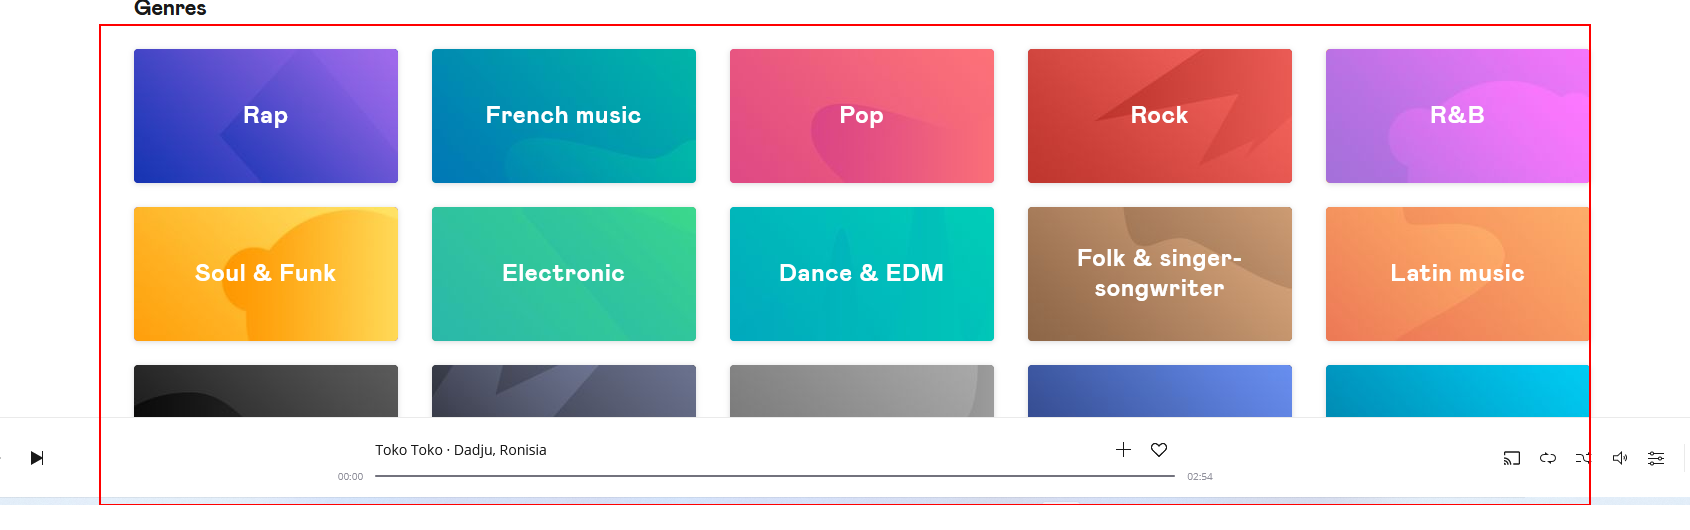 Genres
Rap
French music
Pop
Rock
R&B
Soul & Funk
Electronic
Dance & EDM
Folk & singer-
songwriter
Latin music
Toko Toko · Dadju, Ronisia
00:00
02:54